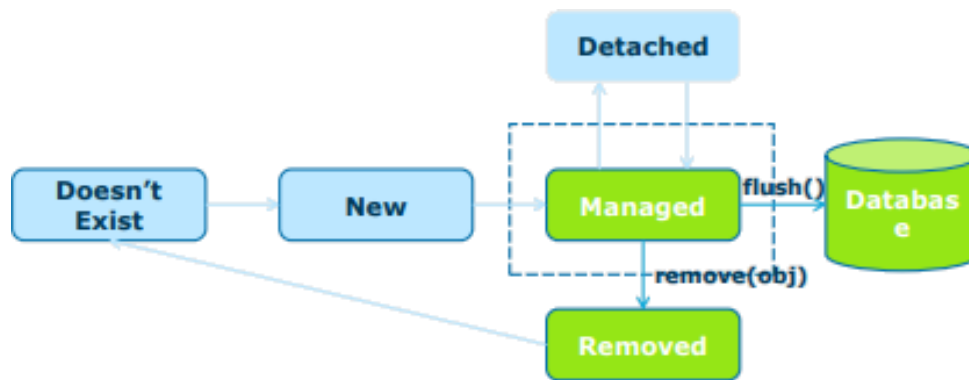 Detached
Doesn't
Exist
New
Managed
flush()
Databas
e
remove(obj)
Removed